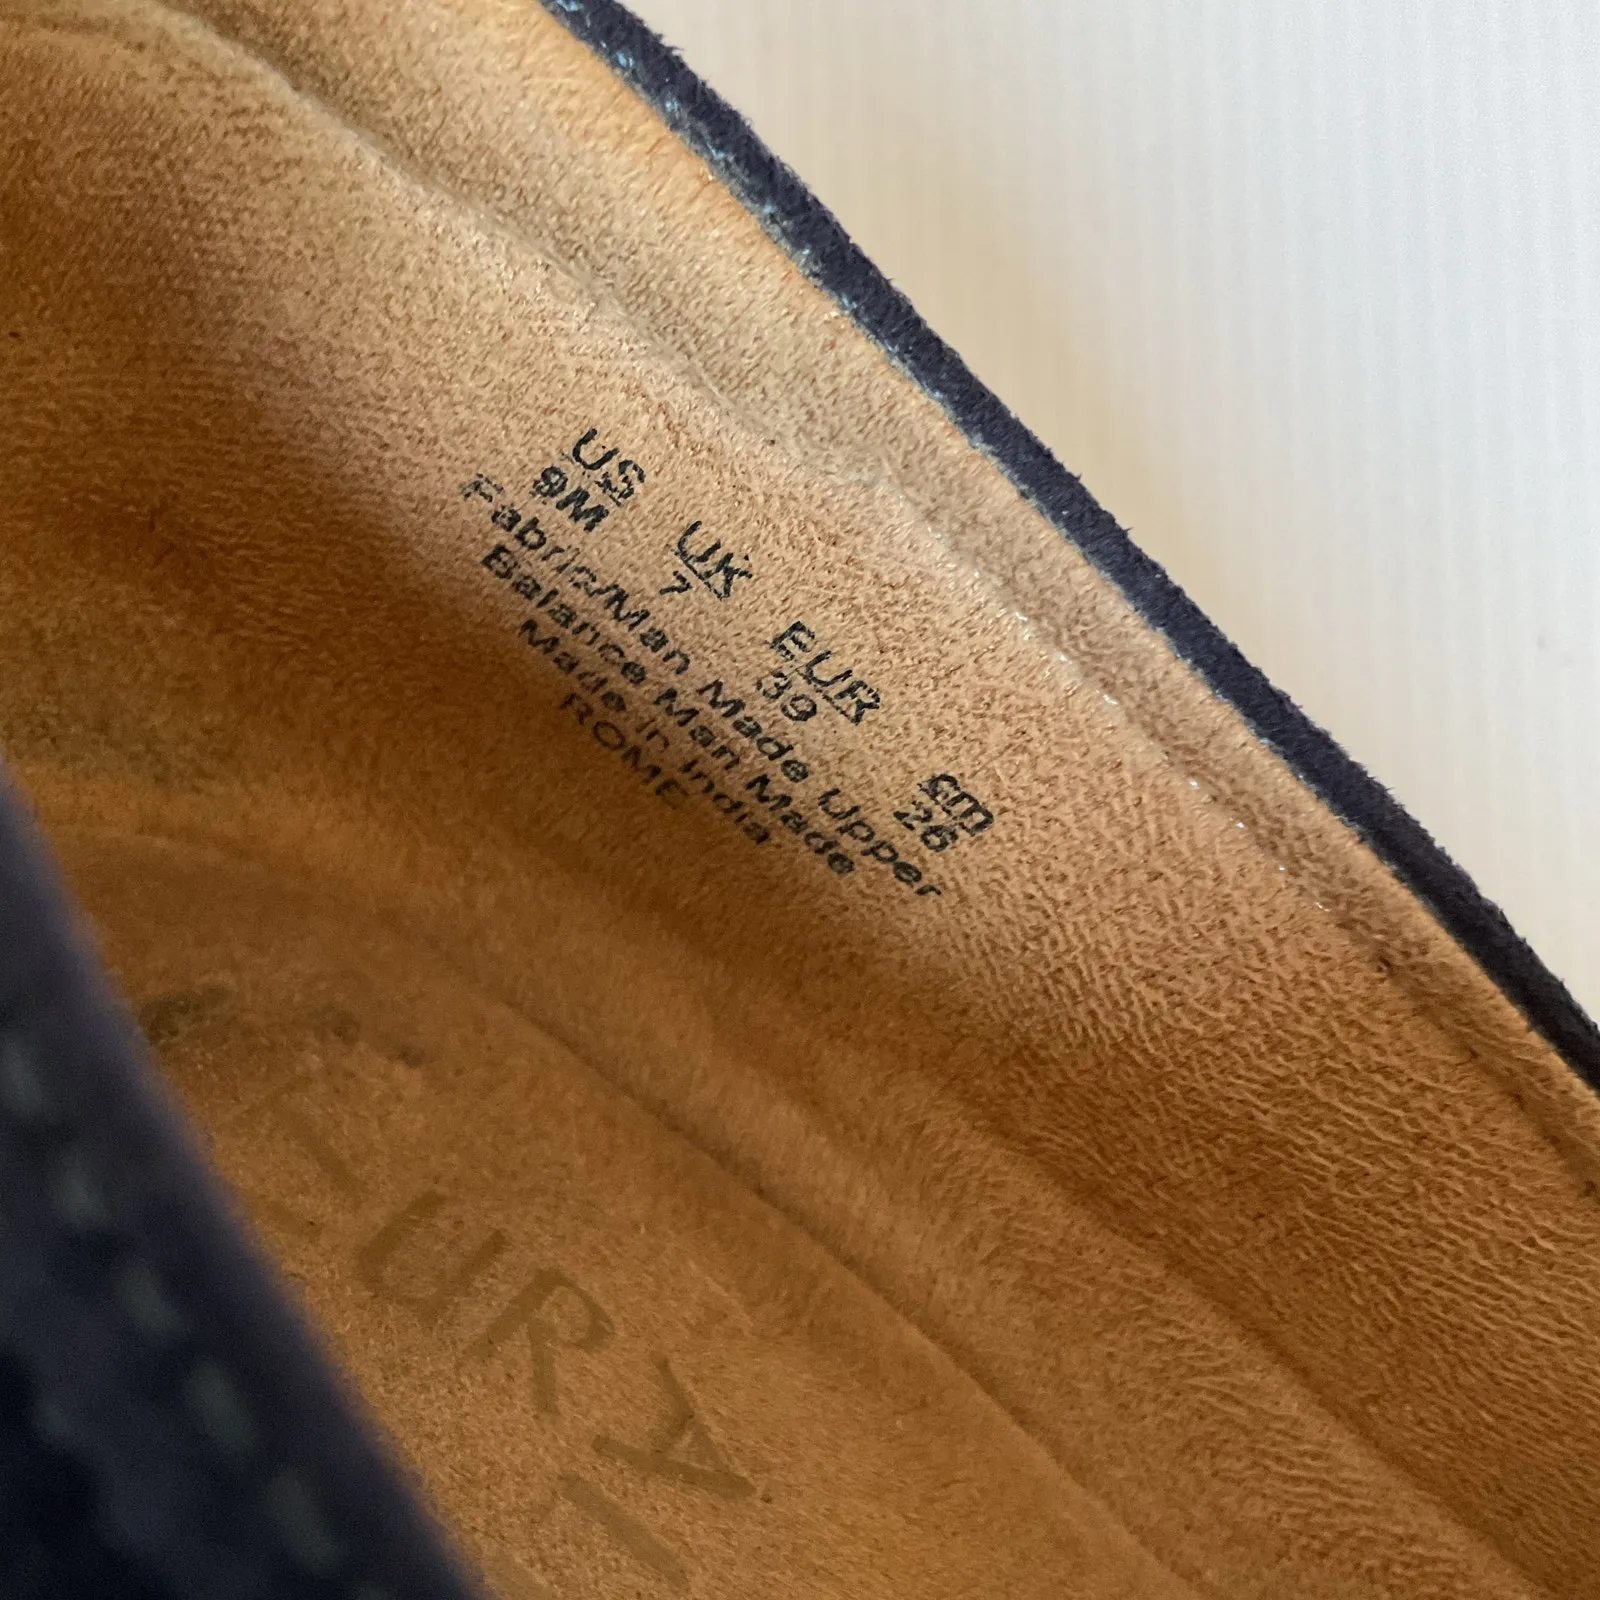 US UK EUR cm
9M 7 39 26
Fabric/Man Made Upper
Balance Man Made
Made in India
ROME
TURY